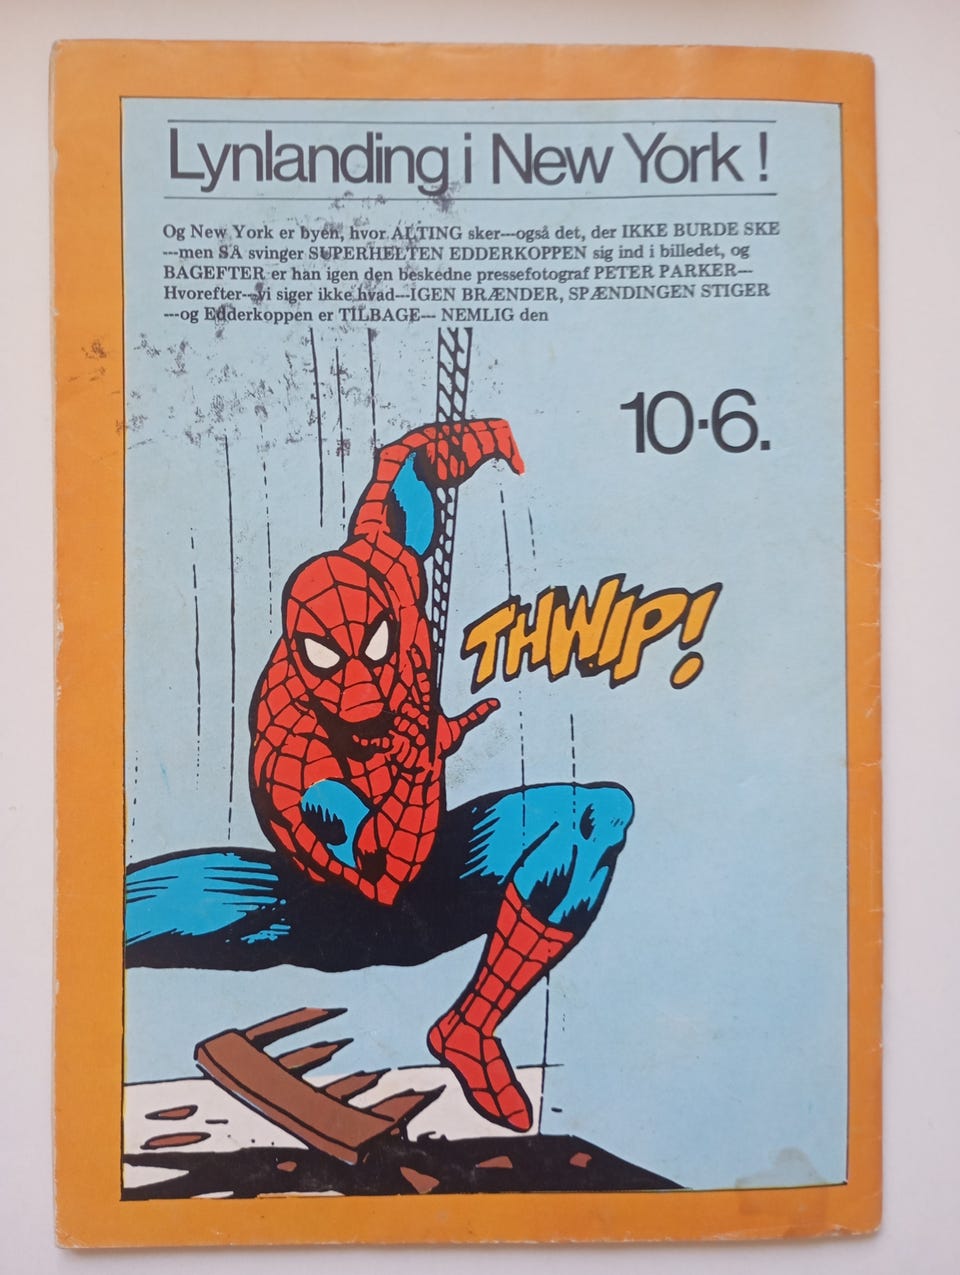 Lynlanding i New York !
Og New York er byen, hvor ALTING sker---også det, der IKKE BURDE SKE
---men SÅ svinger SUPERHELTEN EDDERKOPPEN sig ind i billedet, og
BAGEFTER er han igen den beskedne pressefotograf PETER PARKER---
Hvorefter---vi siger ikke hvad---IGEN BRÆNDER, SPÆNDINGEN STIGER
---og Edderkoppen er TILBAGE--- NEMLIG den
10·6.
THWIP!